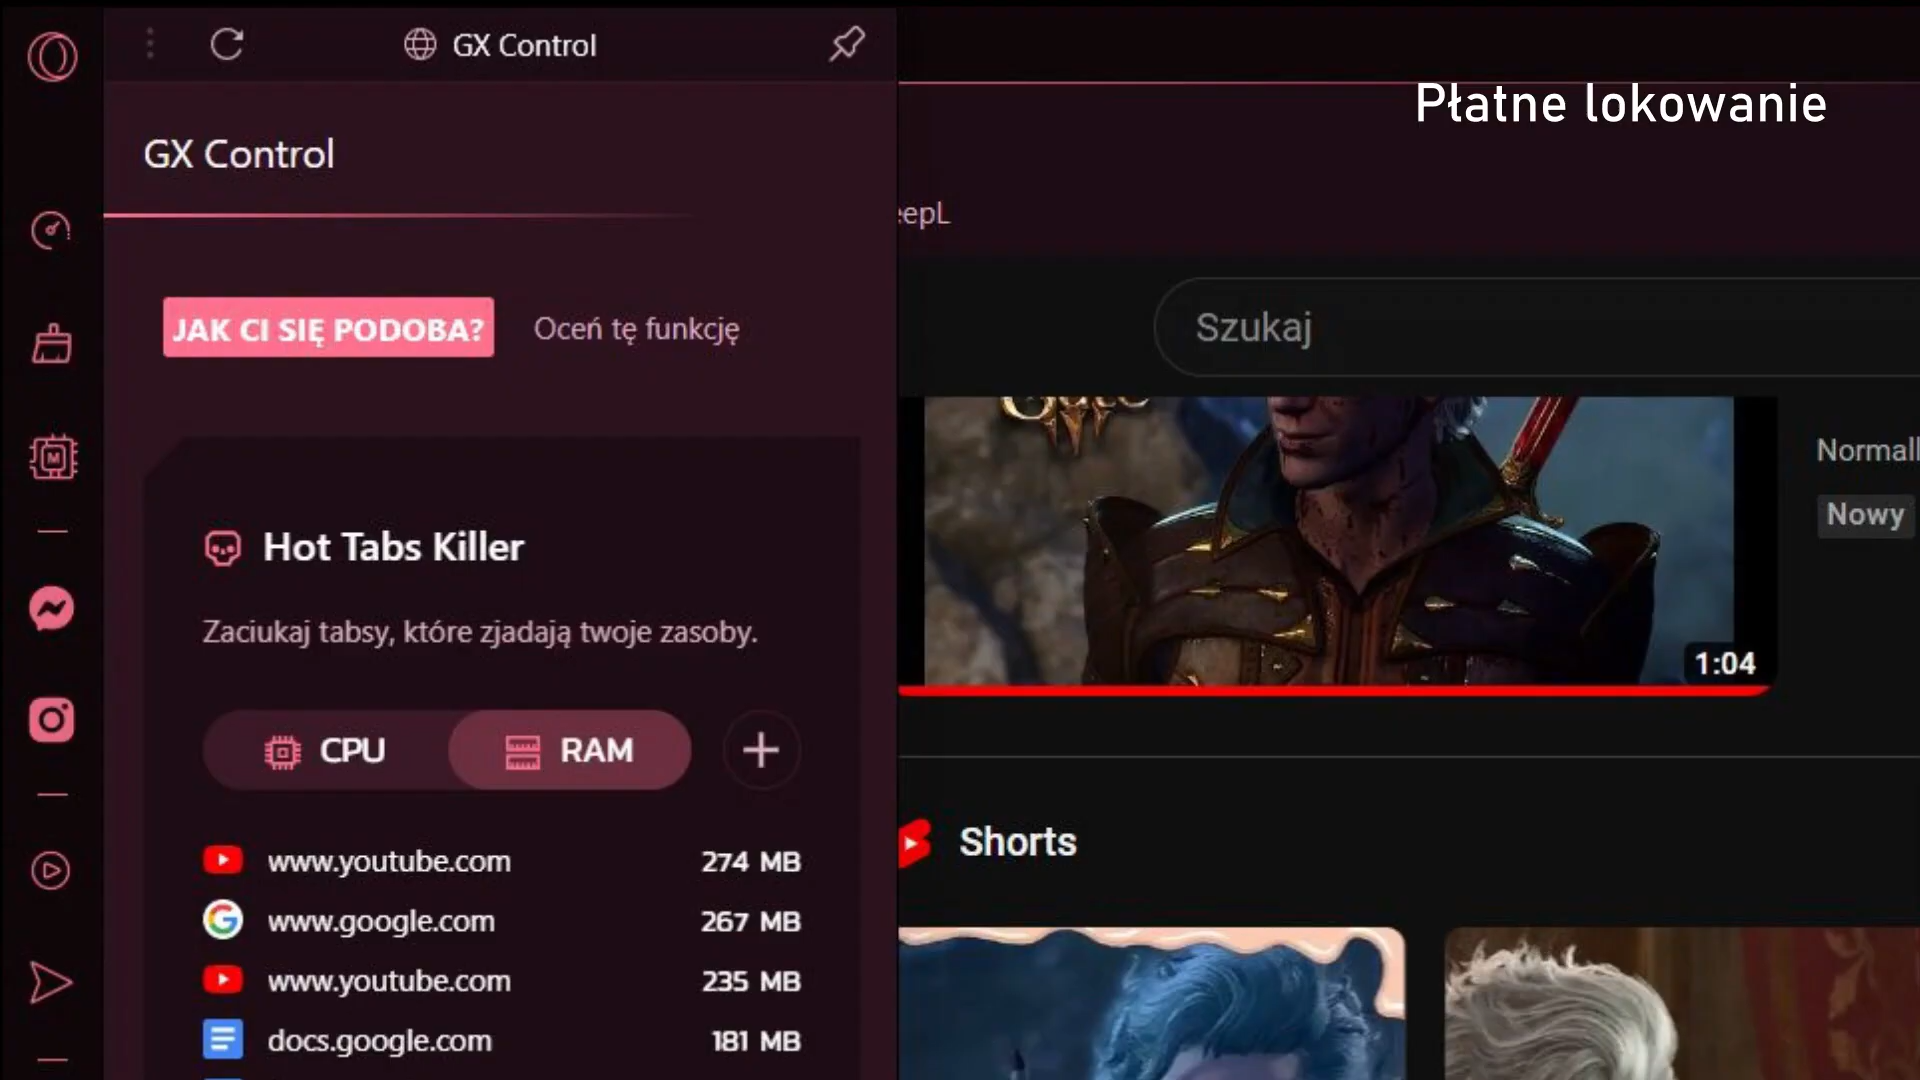 GX Control
Płatne lokowanie
GX Control
eepL
JAK CI SIĘ PODOBA?
Oceń tę funkcję
Szukaj
Normall
Nowy
Hot Tabs Killer
Zaciukaj tabsy, które zjadają twoje zasoby.
1:04
CPU
RAM
www.youtube.com 274 MB
Shorts
www.google.com 267 MB
www.youtube.com 235 MB
docs.google.com 181 MB